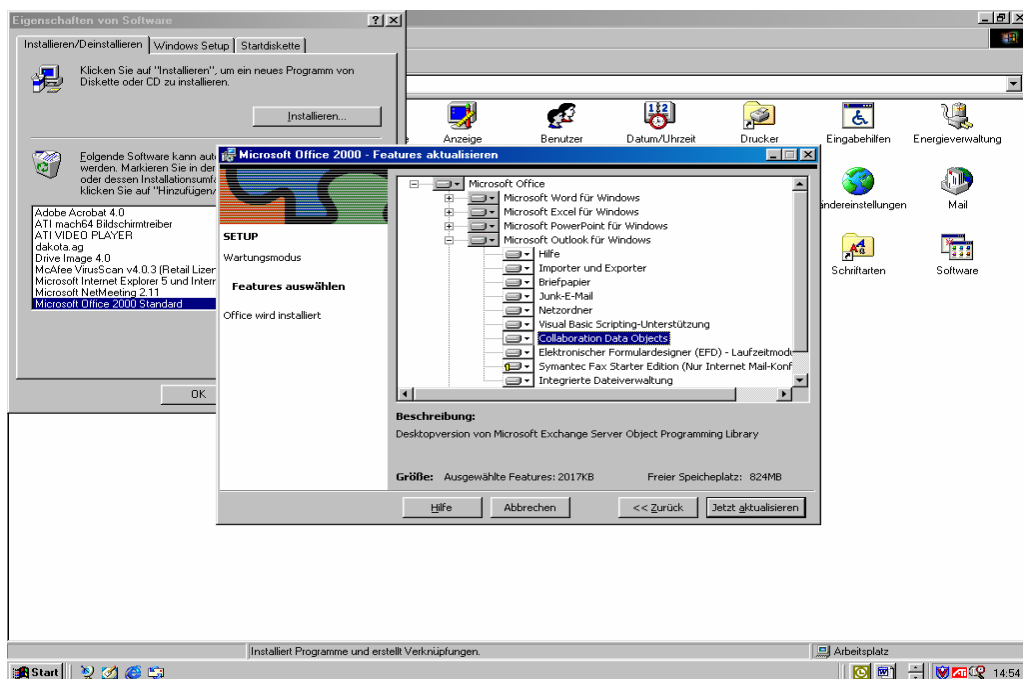 Eigenschaften von Software
Installieren/Deinstallieren
Windows Setup
Startdiskette
Klicken Sie auf "Installieren", um ein neues Programm von
Diskette oder CD zu installieren.
Installieren...
Folgende Software kann
werden. Markieren Sie in der
oder dessen
klicken Sie auf "Hinzufügen/
Adobe Acrobat 4.0
ATI mach64 Bildschirmtreiber
ATI VIDEO PLAYER
dakota.ag
Drive Image 4.0
McAfee VirusScan v4.0.3 (Retail
Microsoft Internet Explorer 5 und
Microsoft NetMeeting 2.11
Microsoft Office 2000 Standard
OK
Anzeige
Benutzer
Datum/Uhrzeit
Drucker
Eingabehilfen
Energieverwaltung
ändereinstellungen
Mail
Schriftarten
Software
Microsoft Office 2000 - Features aktualisieren
SETUP
Wartungsmodus
Features auswählen
Office wird installiert
Microsoft Office
Microsoft Word für Windows
Microsoft Excel für Windows
Microsoft PowerPoint für Windows
Microsoft Outlook für Windows
Hilfe
Importer und Exporter
Briefpapier
Junk-E-Mail
Netzordner
Visual Basic Scripting-Unterstützung
Collaboration Data Objects
Elektronischer Formulardesigner (EFD) - Laufzeitmodu
Symantec Fax Starter Edition (Nur Internet Mail-Konf
Integrierte Dateiverwaltung
Beschreibung:
Desktopversion von Microsoft Exchange Server Object Programming Library
Größe: Ausgewählte Features: 2017KB Freier Speicheplatz: 824MB
Hilfe
Abbrechen
<< Zurück
Jetzt aktualisieren
Installiert Programme und erstellt Verknüpfungen.
Arbeitsplatz
Start
14:54